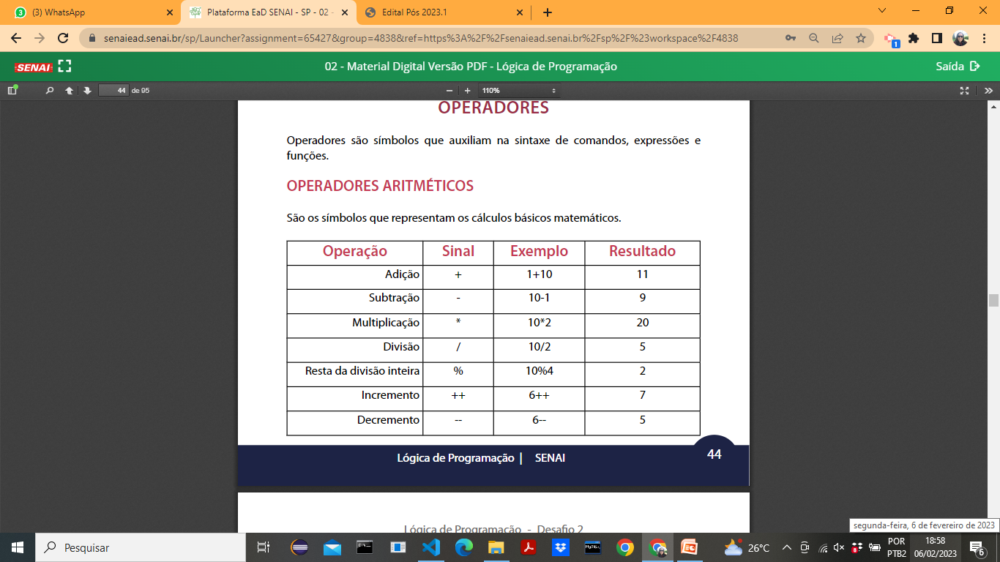 (3) WhatsApp
Plataforma EaD SENAI - SP - 02 -
Edital Pós 2023.1
senaiead.senai.br/sp/Launcher?assignment=65427&group=4838&ref=https%3A%2F%2Fsenaiead.senai.br%2Fsp%2F%23workspace%2F4838
1
SENAI
02 - Material Digital Versão PDF - Lógica de Programação
Saída
44 de 95
110%
OPERADORES
Operadores são símbolos que auxiliam na sintaxe de comandos, expressões e
funções.
OPERADORES ARITMÉTICOS
São os símbolos que representam os cálculos básicos matemáticos.
Operação Sinal Exemplo Resultado
Adição + 1+10 11
Subtração - 10-1 9
Multiplicação * 10*2 20
Divisão / 10/2 5
Resta da divisão inteira % 10%4 2
Incremento ++ 6++ 7
Decremento -- 6-- 5
Lógica de Programação | SENAI
44
Lógica de Programação - Desafio 2
segunda-feira, 6 de fevereiro de 2023
Pesquisar
MySQL
26°C
POR
PTB2
18:58
06/02/2023
6